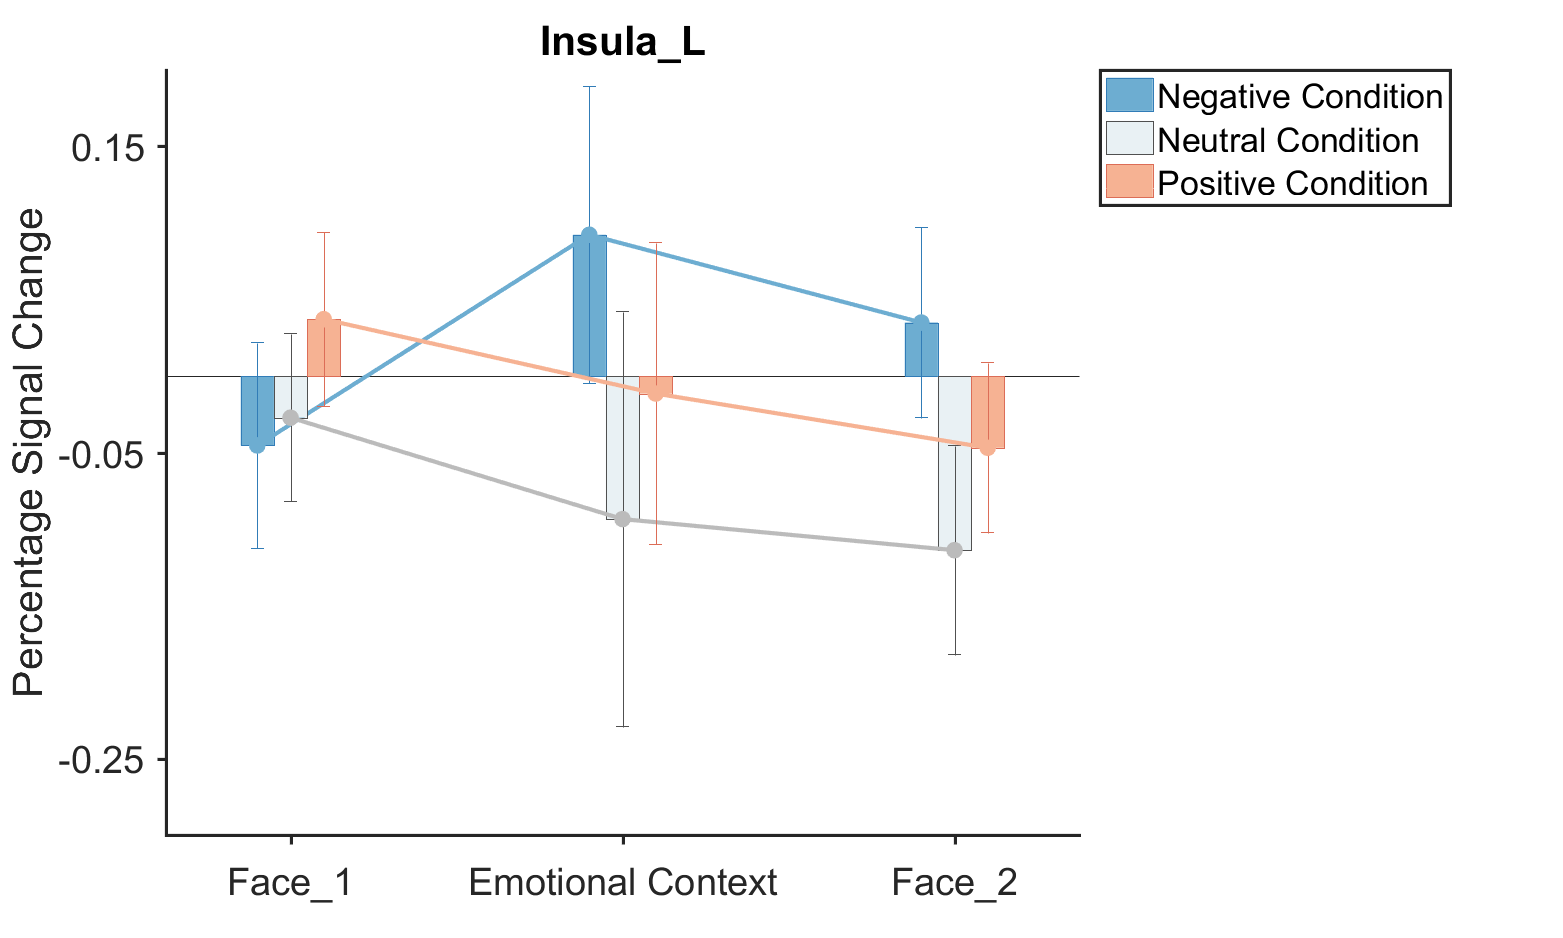 Insula_L
Negative Condition
Neutral Condition
Positive Condition
Percentage Signal Change
0.15
-0.05
-0.25
Face_1
Emotional Context
Face_2